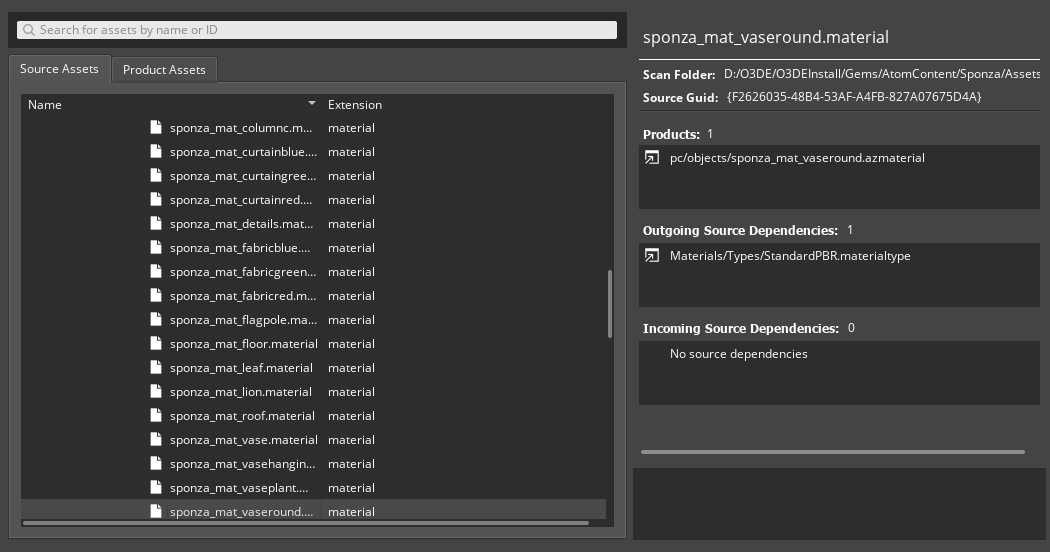 Search for assets by name or ID
Source Assets
Product Assets
Name
Extension
sponza_mat_columnc.m... material
sponza_mat_curtainblue.... material
sponza_mat_curtaingree... material
sponza_mat_curtainred.... material
sponza_mat_details.mat... material
sponza_mat_fabricblue.... material
sponza_mat_fabricgreen... material
sponza_mat_fabricred.m... material
sponza_mat_flagpole.ma... material
sponza_mat_floor.material material
sponza_mat_leaf.material material
sponza_mat_lion.material material
sponza_mat_roof.material material
sponza_mat_vase.material material
sponza_mat_vasehangin... material
sponza_mat_vaseplant.... material
sponza_mat_vaseround.... material
sponza_mat_vaseround.material
Scan Folder: D:/O3DE/O3DEInstall/Gems/AtomContent/Sponza/Assets
Source Guid: {F2626035-48B4-53AF-A4FB-827A07675D4A}
Products: 1
pc/objects/sponza_mat_vaseround.azmaterial
Outgoing Source Dependencies: 1
Materials/Types/StandardPBR.materialtype
Incoming Source Dependencies: 0
No source dependencies